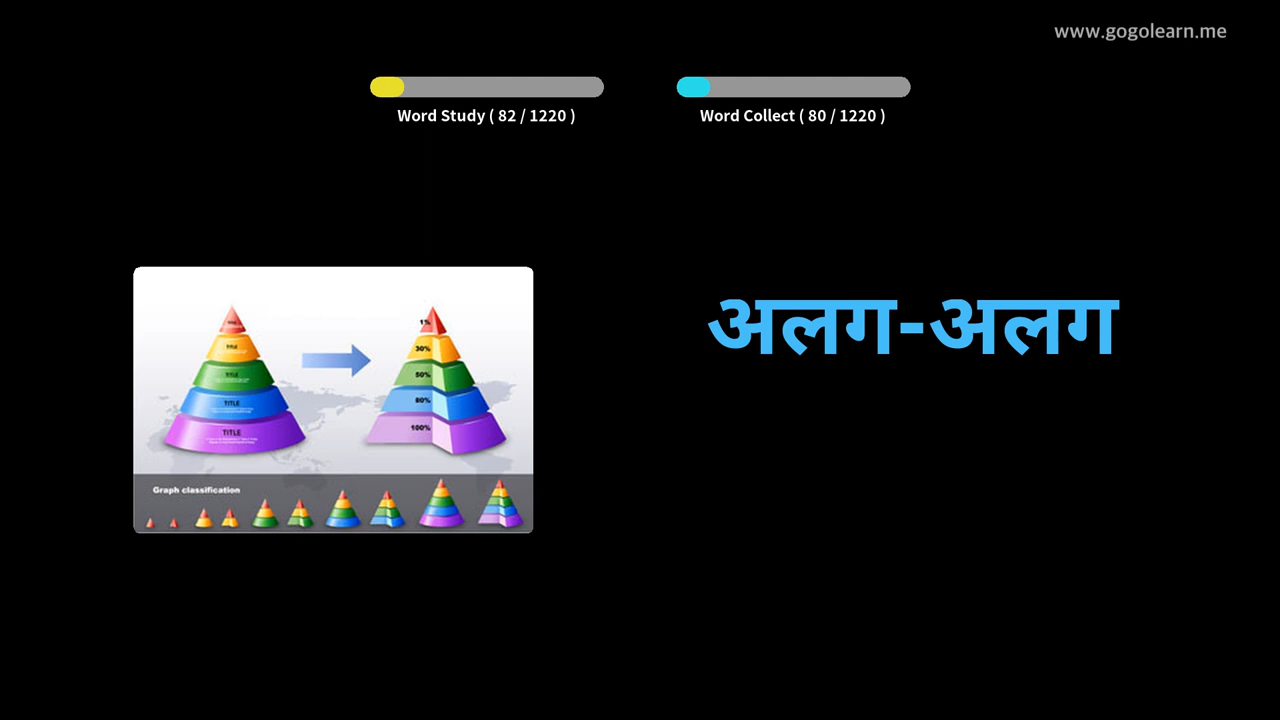 www.gogolearn.me
Word Study ( 82 / 1220 )
Word Collect ( 80 / 1220 )
अलग-अलग
TITLE
TITLE
TITLE
TITLE
1%
30%
50%
80%
100%
Graph classification